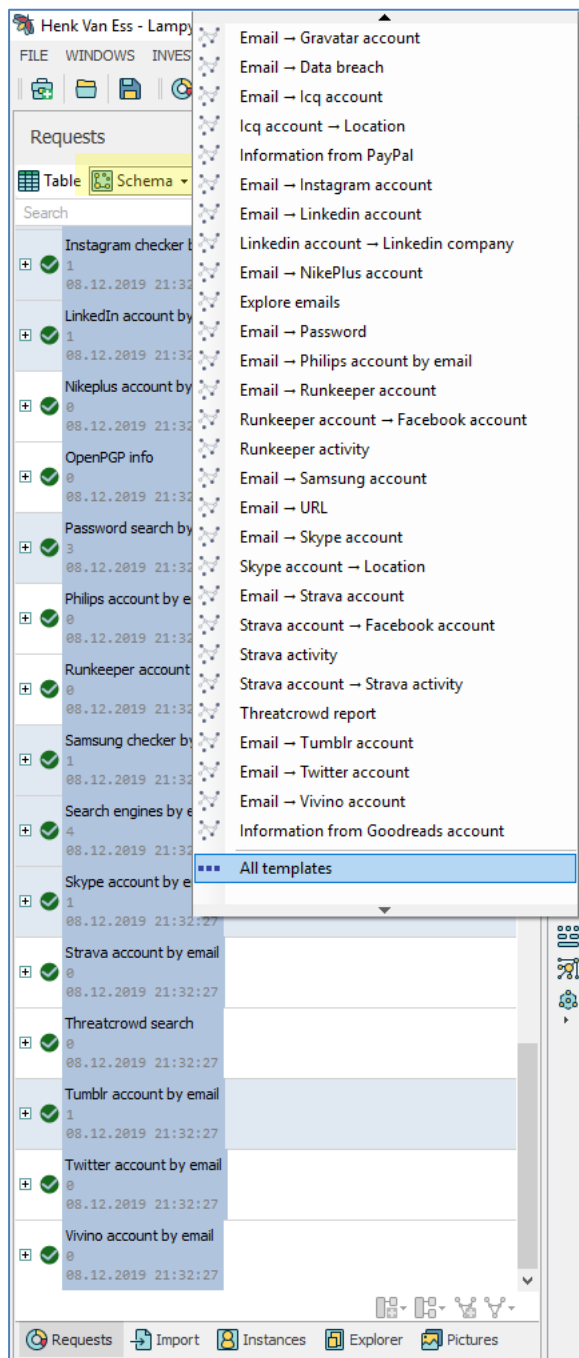 Henk Van Ess - Lampy
FILE WINDOWS INVES
Requests
Table Schema
Search
Instagram checker b
1
08.12.2019 21:32
LinkedIn account by
1
08.12.2019 21:32
Nikeplus account by
0
08.12.2019 21:32
OpenPGP info
0
08.12.2019 21:32
Password search by
3
08.12.2019 21:32
Philips account by e
0
08.12.2019 21:32
Runkeeper account
0
08.12.2019 21:32
Samsung checker by
1
08.12.2019 21:32
Search engines by e
4
08.12.2019 21:32
Skype account by e
1
08.12.2019 21:32:27
Strava account by email
0
08.12.2019 21:32:27
Threatcrowd search
0
08.12.2019 21:32:27
Tumblr account by email
1
08.12.2019 21:32:27
Twitter account by email
0
08.12.2019 21:32:27
Vivino account by email
0
08.12.2019 21:32:27
Email → Gravatar account
Email → Data breach
Email → Icq account
Icq account → Location
Information from PayPal
Email → Instagram account
Email → Linkedin account
Linkedin account → Linkedin company
Email → NikePlus account
Explore emails
Email → Password
Email → Philips account by email
Email → Runkeeper account
Runkeeper account → Facebook account
Runkeeper activity
Email → Samsung account
Email → URL
Email → Skype account
Skype account → Location
Email → Strava account
Strava account → Facebook account
Strava activity
Strava account → Strava activity
Threatcrowd report
Email → Tumblr account
Email → Twitter account
Email → Vivino account
Information from Goodreads account
All templates
Requests Import Instances Explorer Pictures